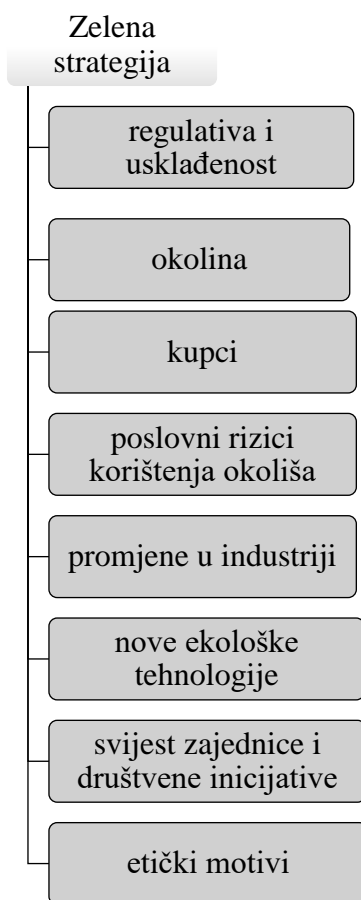 Zelena
strategija
regulativa i
usklađenost
okolina
kupci
poslovni rizici
korištenja okoliša
promjene u industriji
nove ekološke
tehnologije
svijest zajednice i
društvene inicijative
etički motivi